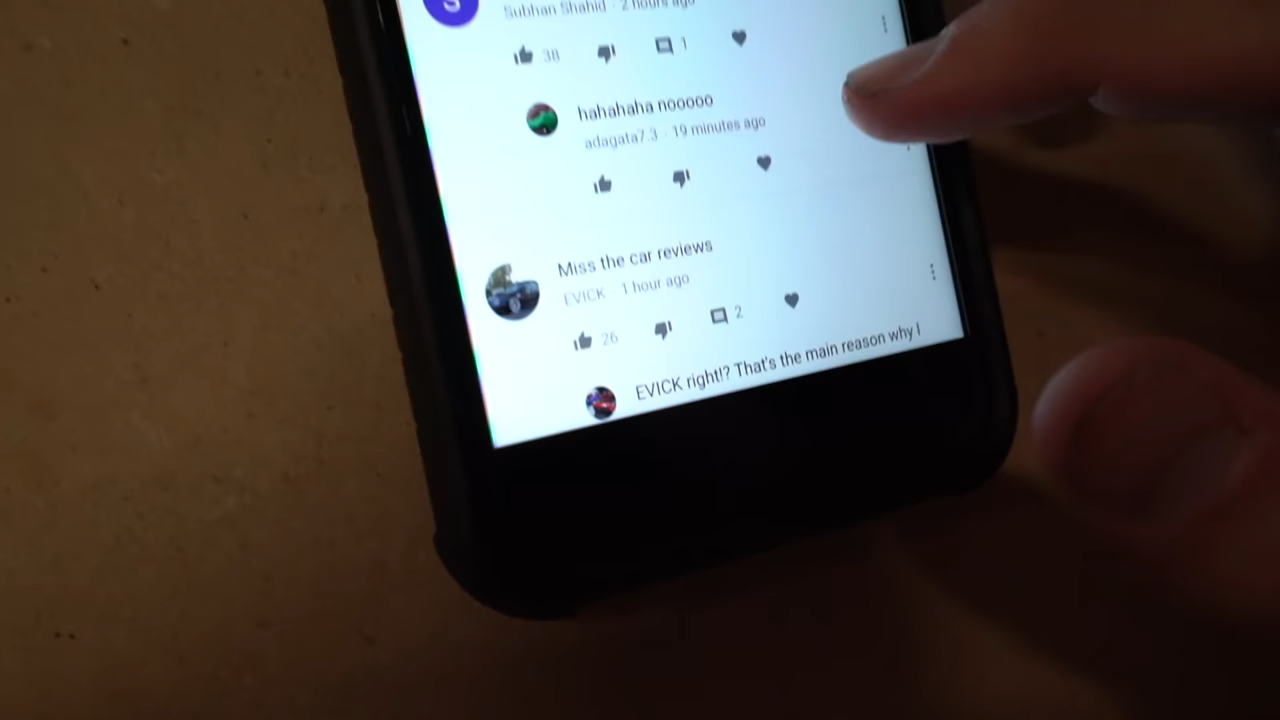 S
Subhan Shahid · 2 hours ago
38
1
hahahaha nooooo
adagata7.3 · 19 minutes ago
Miss the car reviews
EVICK 1 hour ago
26
2
EVICK right!? That's the main reason why I